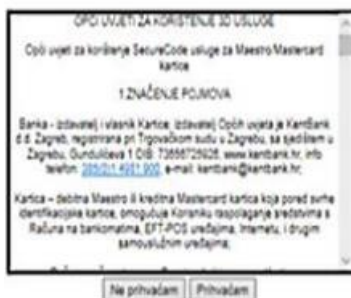 OPĆI UVJETI ZA KORIŠTENJE 3D USLUGE
Opći uvjeti za korištenje SecureCode usluge za Maestro Mastercard
kartice
1 ZNAČENJE POJMOVA
Banka - izdavatelj i vlasnik Kartice. Izdavatelj Općih uvjeta je KentBank
d.d. Zagreb, registrirana pri Trgovačkom sudu u Zagrebu, sa sjedištem u
Zagrebu, Gundulićeva 1 OIB: 73656725926, www.kentbank.hr, info
telefon: 385(0)1 4981 900, e-mail: kentbank@kentbank.hr,
Kartica – debitna Maestro ili kreditna Mastercard kartica koja pored svrhe
identifikacijske kartice, omogućuje Korisniku raspolaganje sredstvima s
Računa na bankomatima, EFT-POS uređajima, Internetu, i drugim
samouslužnim uređajima;
Ne prihvaćam Prihvaćam